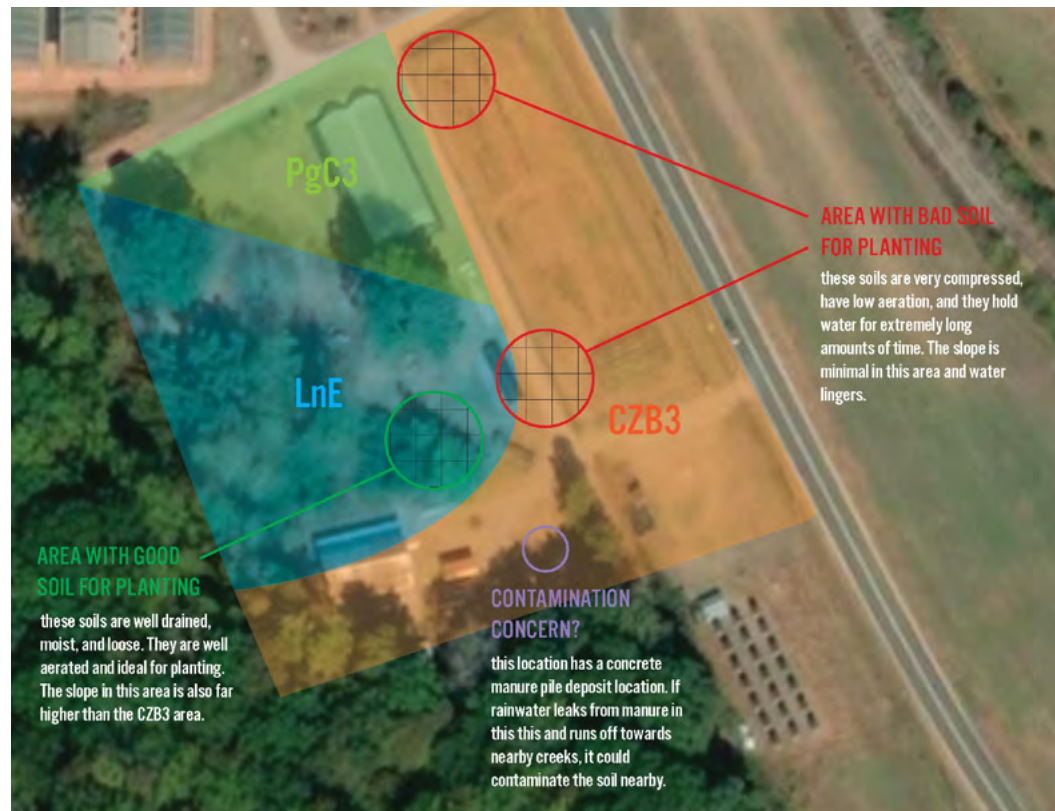 PgC3
AREA WITH BAD SOIL
FOR PLANTING
these soils are very compressed,
have low aeration, and they hold
water for extremely long
amounts of time. The slope is
minimal in this area and water
lingers.
LnE
CZB3
AREA WITH GOOD
SOIL FOR PLANTING
these soils are well drained,
moist, and loose. They are well
aerated and ideal for planting.
The slope in this area is also far
higher than the CZB3 area.
CONTAMINATION
CONCERN?
this location has a concrete
manure pile deposit location. If
rainwater leaks from manure in
this this and runs off towards
nearby creeks, it could
contaminate the soil nearby.